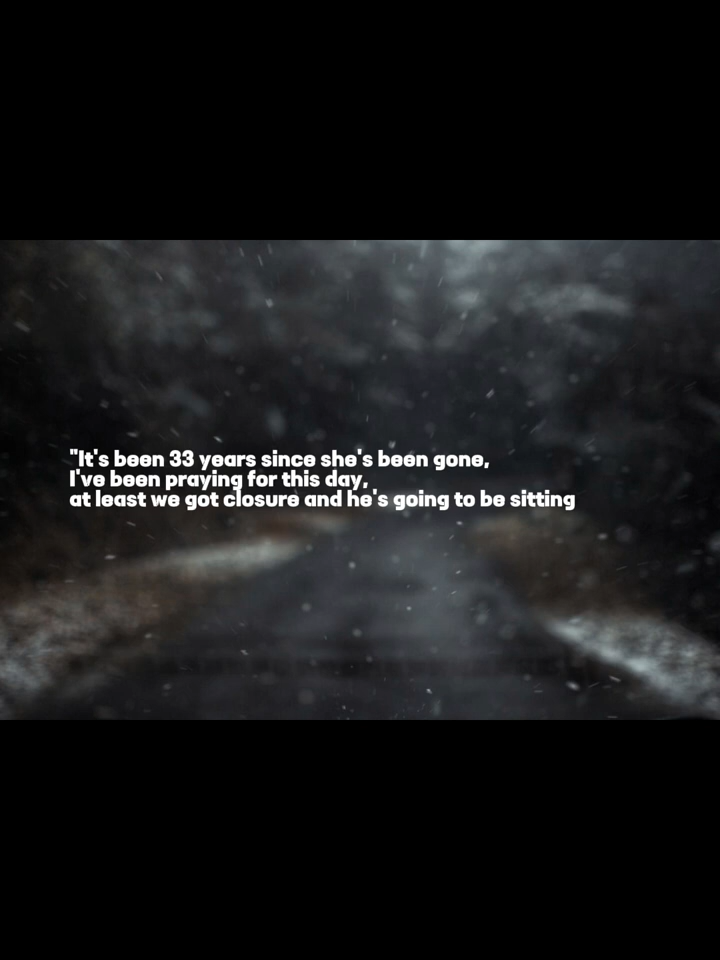 "It's been 33 years since she's been gone,
I've been praying for this day,
at least we got closure and he's going to be sitting